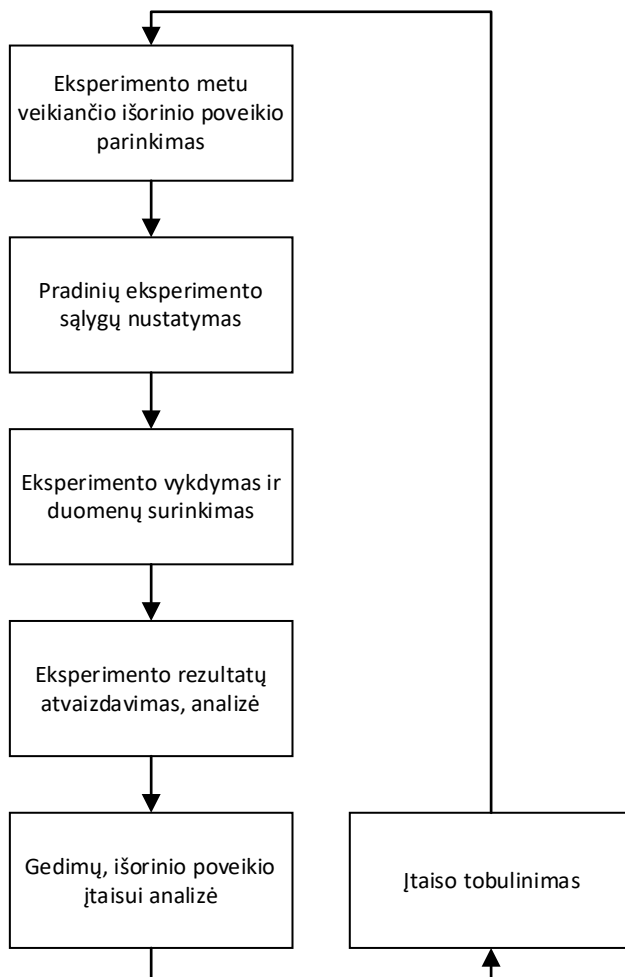 Eksperimento metu
veikiančio išorinio poveikio
parinkimas
Pradinių eksperimento
sąlygų nustatymas
Eksperimento vykdymas ir
duomenų surinkimas
Eksperimento rezultatų
atvaizdavimas, analizė
Gedimų, išorinio poveikio
įtaisui analizė
Įtaiso tobulinimas